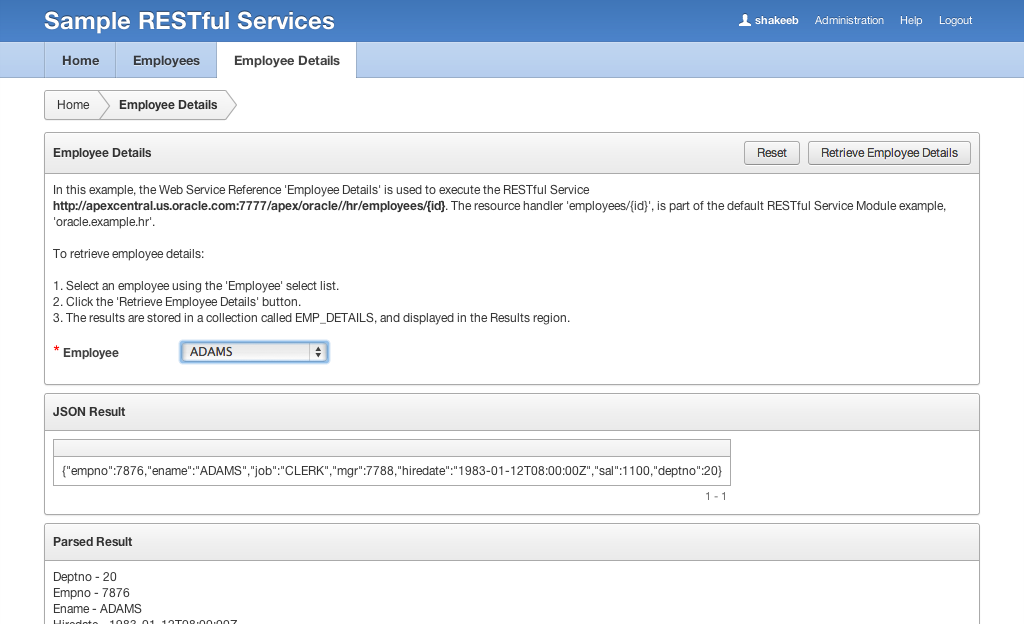 Sample RESTful Services
shakeeb Administration Help Logout
Home Employees Employee Details
Home Employee Details
Employee Details
Reset Retrieve Employee Details
In this example, the Web Service Reference 'Employee Details' is used to execute the RESTful Service
http://apexcentral.us.oracle.com:7777/apex/oracle//hr/employees/{id}. The resource handler 'employees/{id}', is part of the default RESTful Service Module example,
'oracle.example.hr'.
To retrieve employee details:
1. Select an employee using the 'Employee' select list.
2. Click the 'Retrieve Employee Details' button.
3. The results are stored in a collection called EMP_DETAILS, and displayed in the Results region.
* Employee ADAMS
JSON Result
{"empno":7876,"ename":"ADAMS","job":"CLERK","mgr":7788,"hiredate":"1983-01-12T08:00:00Z","sal":1100,"deptno":20}
1 - 1
Parsed Result
Deptno - 20
Empno - 7876
Ename - ADAMS
Hiredate - 1983-01-12T08:00:00Z